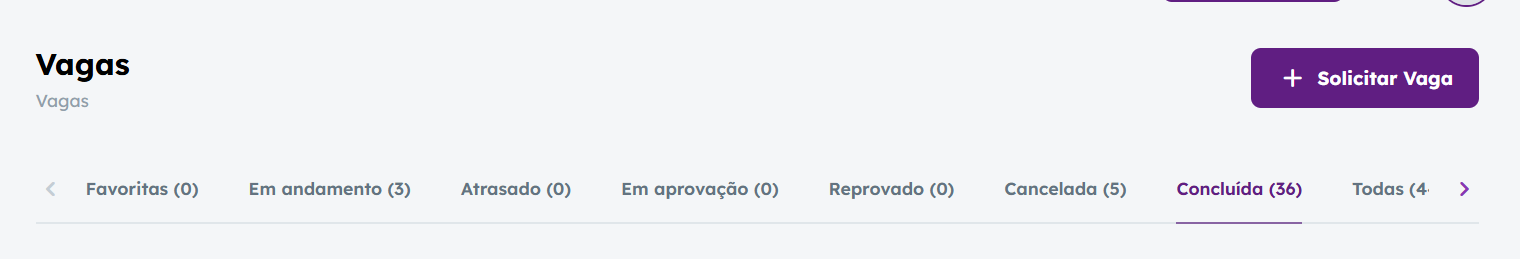 Vagas
Vagas
Solicitar Vaga
Favoritas (0) Em andamento (3) Atrasado (0) Em aprovação (0) Reprovado (0) Cancelada (5) Concluída (36) Todas (4